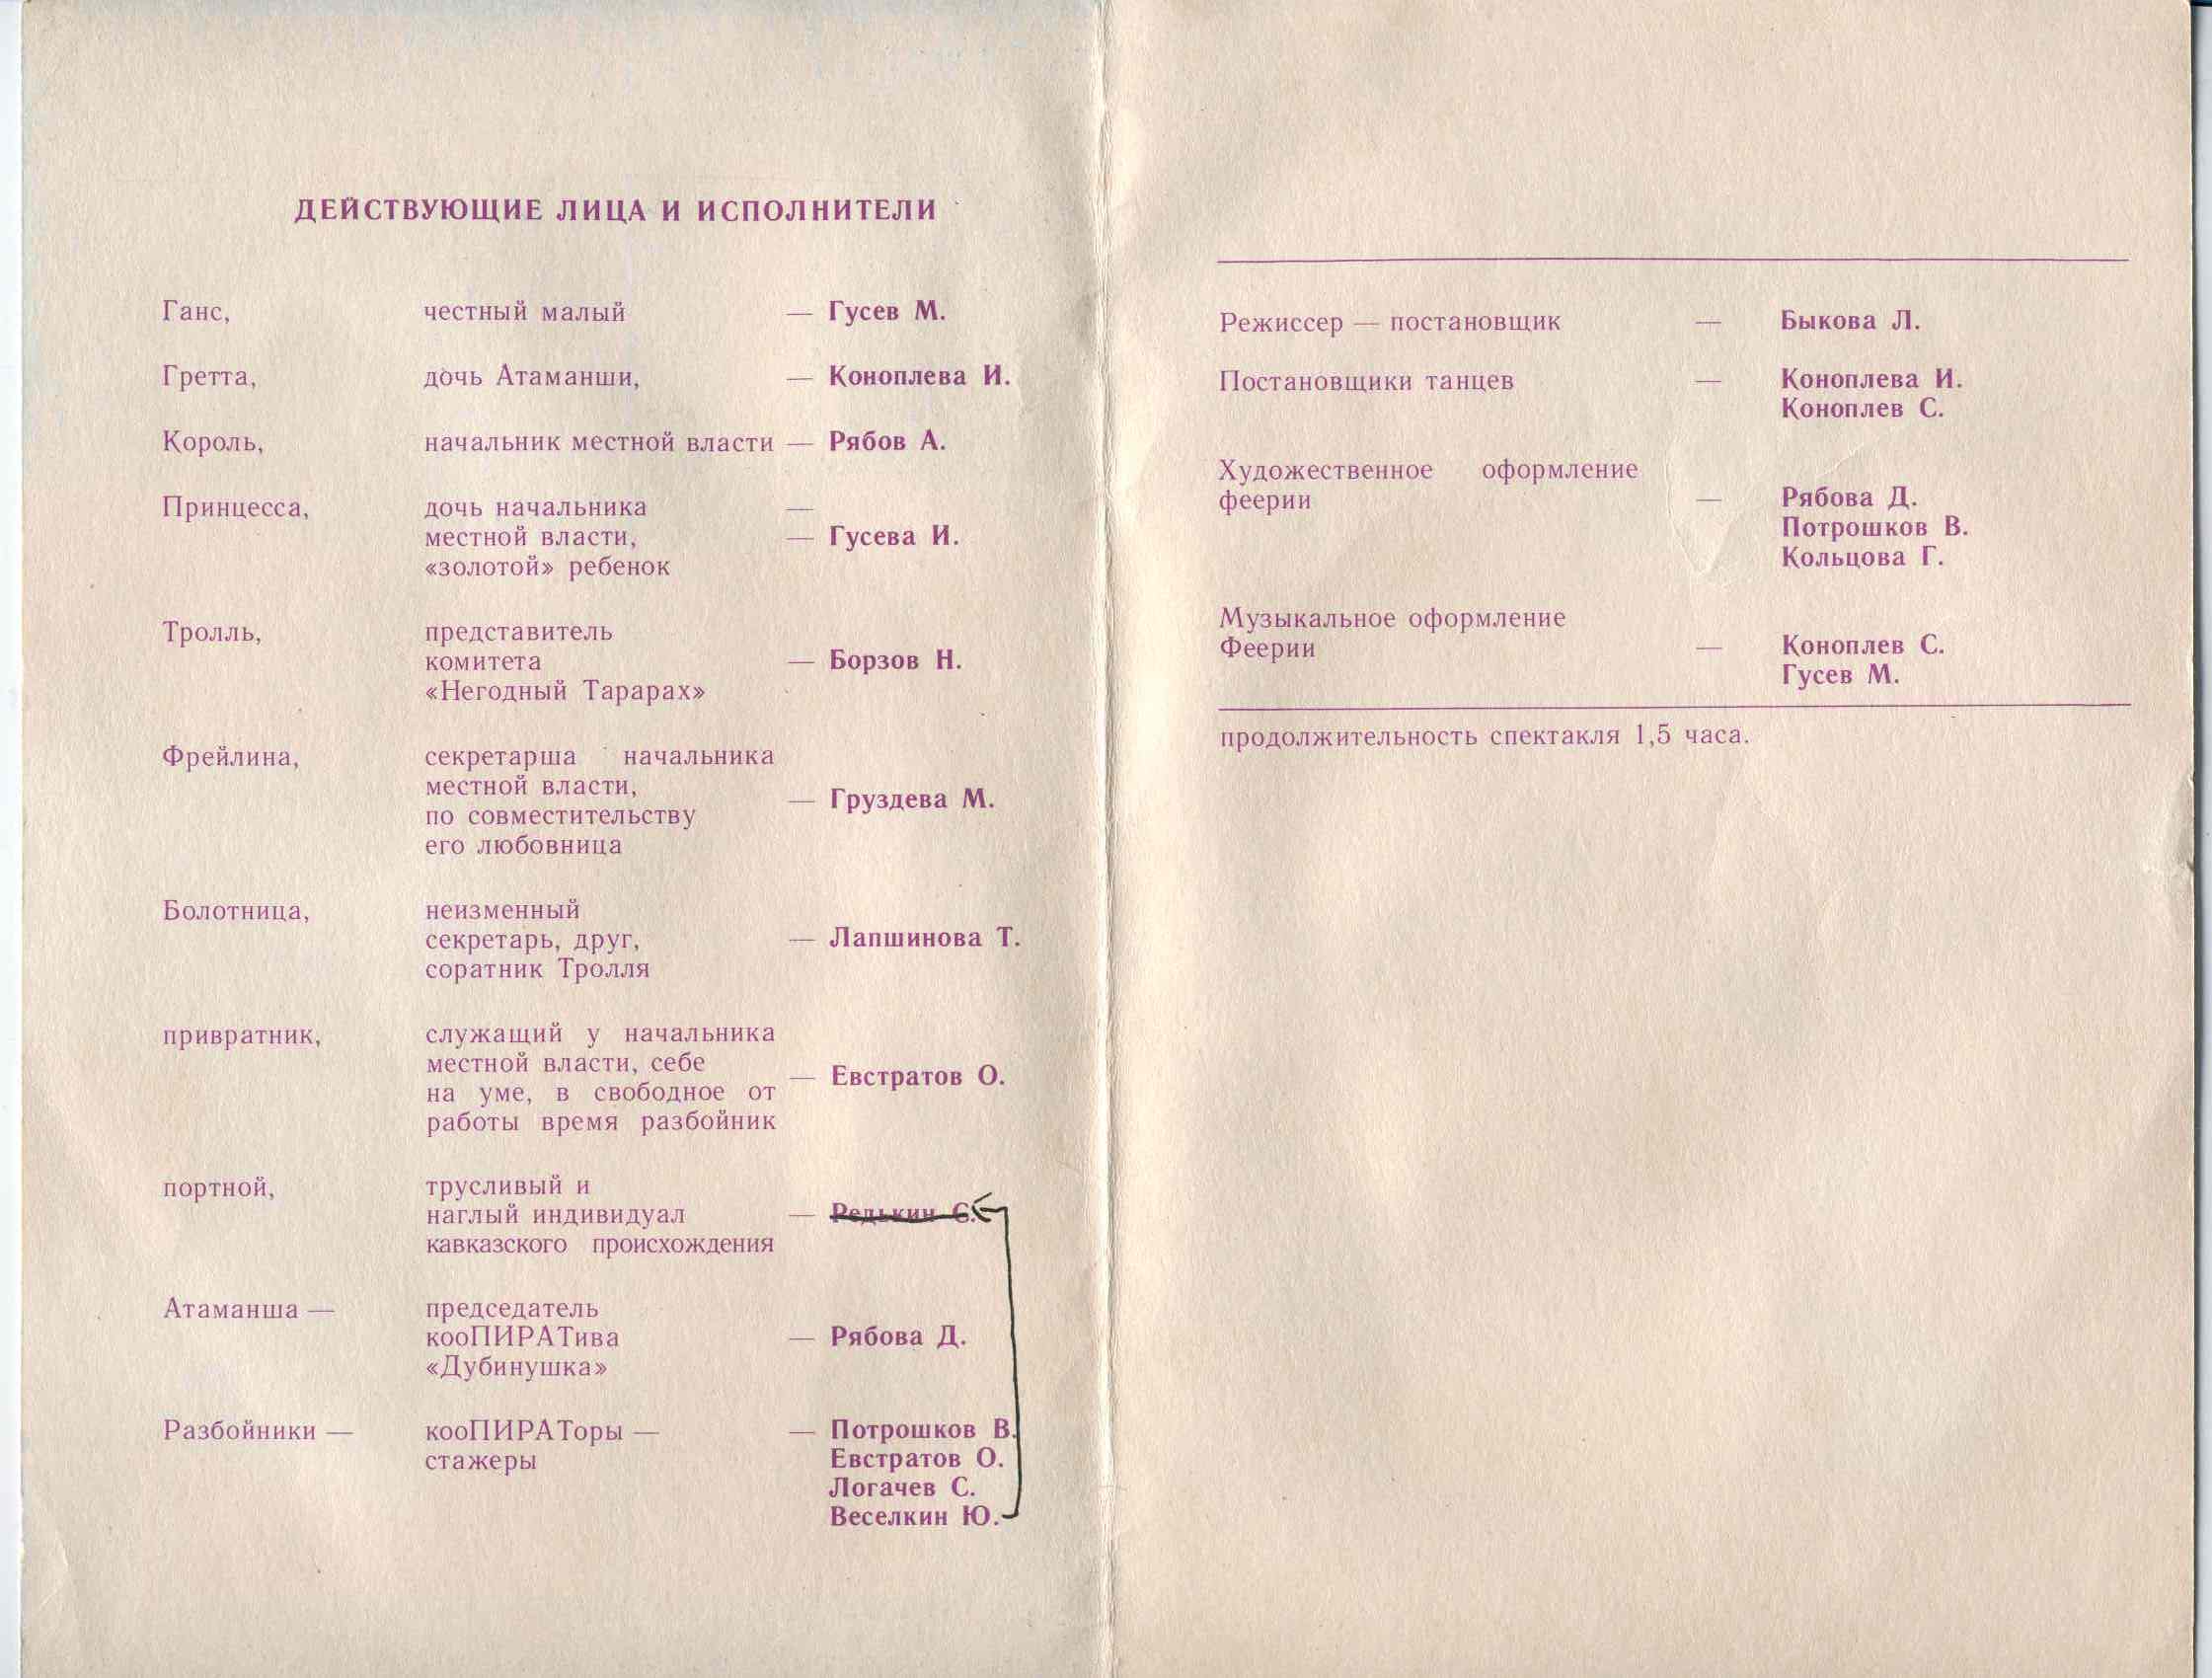 ДЕЙСТВУЮЩИЕ ЛИЦА И ИСПОЛНИТЕЛИ
Ганс, честный малый — Гусев М.
Гретта, дочь Атаманши, — Коноплева И.
Король, начальник местной власти — Рябов А.
Принцесса, дочь начальника —
местной власти, — Гусева И.
«золотой» ребенок
Тролль, представитель
комитета — Борзов Н.
«Негодный Тарарах»
Фрейлина, секретарша начальника
местной власти,
— Груздева М.
по совместительству
его любовница
Болотница, неизменный
секретарь, друг, — Лапшинова Т.
соратник Тролля
привратник, служащий у начальника
местной власти, себе
— Евстратов О.
на уме, в свободное от
работы время разбойник
портной, трусливый и
наглый индивидуал — Редькин С.
кавказского происхождения
Атаманша — председатель
кооПИРАТива — Рябова Д.
«Дубинушка»
Разбойники — кооПИРАТоры — — Потрошков В.
стажеры Евстратов О.
Логачев С.
Веселкин Ю.
Режиссер — постановщик — Быкова Л.
Постановщики танцев — Коноплева И.
Коноплев С.
Художественное оформление
феерии — Рябова Д.
Потрошков В.
Кольцова Г.
Музыкальное оформление
Феерии — Коноплев С.
Гусев М.
продолжительность спектакля 1,5 часа.